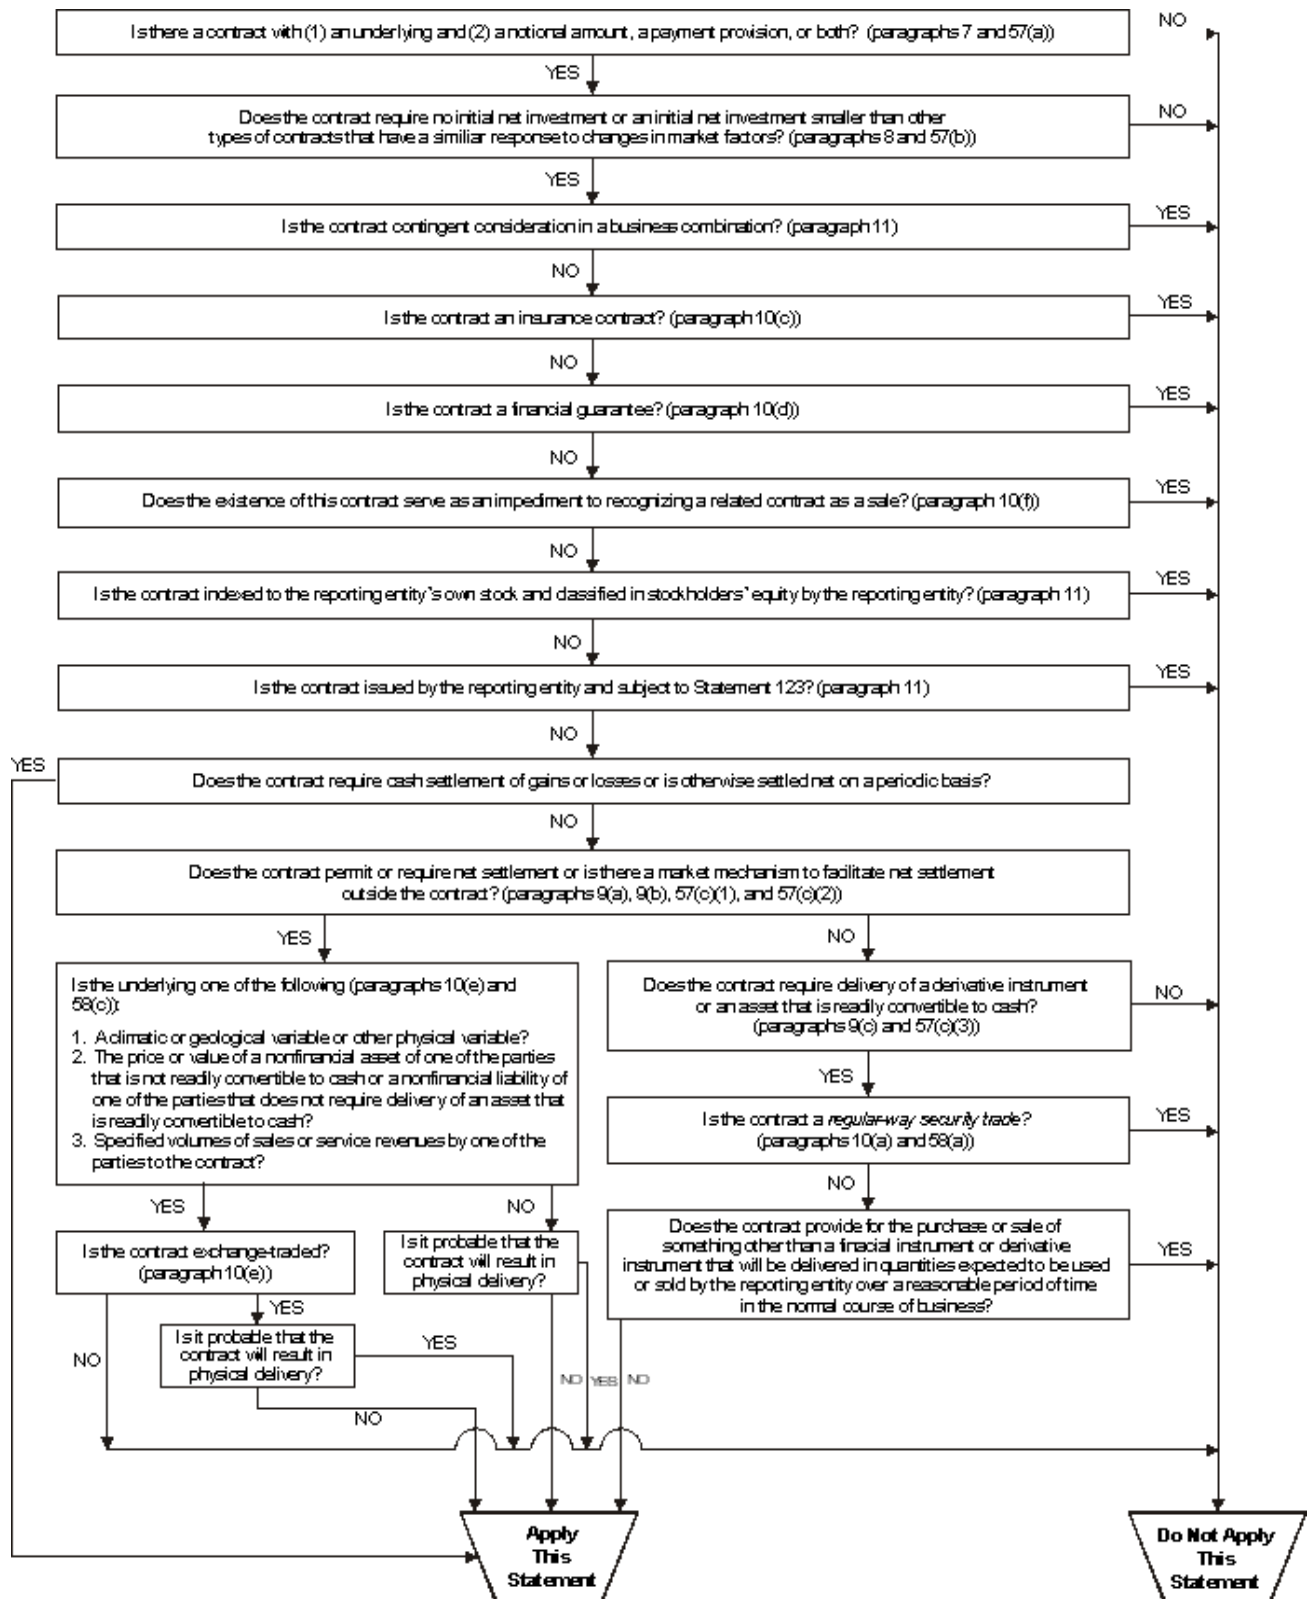 Is there a contract with (1) an underlying and (2) a notional amount, a payment provision, or both? (paragraphs 7 and 57(a))
NO
YES
Does the contract require no initial net investment or an initial net investment smaller than other
types of contracts that have a similiar response to changes in market factors? (paragraphs 8 and 57(b))
NO
YES
Is the contract contingent consideration in a business combination? (paragraph 11)
YES
NO
Is the contract an insurance contract? (paragraph 10(c))
YES
NO
Is the contract a financial guarantee? (paragraph 10(d))
YES
NO
Does the existence of this contract serve as an impediment to recognizing a related contract as a sale? (paragraph 10(f))
YES
NO
Is the contract indexed to the reporting entity's own stock and classified in stockholders' equity by the reporting entity? (paragraph 11)
YES
NO
Is the contract issued by the reporting entity and subject to Statement 123? (paragraph 11)
YES
NO
YES
Does the contract require cash settlement of gains or losses or is otherwise settled net on a periodic basis?
NO
Does the contract permit or require net settlement or is there a market mechanism to facilitate net settlement
outside the contract? (paragraphs 9(a), 9(b), 57(c)(1), and 57(c)(2))
YES
NO
Is the underlying one of the following (paragraphs 10(e) and
58(c)):
1. A climatic or geological variable or other physical variable?
2. The price or value of a nonfinancial asset of one of the parties
that is not readily convertible to cash or a nonfinancial liability of
one of the parties that does not require delivery of an asset that
is readily convertible to cash?
3. Specified volumes of sales or service revenues by one of the
parties to the contract?
Does the contract require delivery of a derivative instrument
or an asset that is readily convertible to cash?
(paragraphs 9(c) and 57(c)(3))
NO
YES
Is the contract a regular-way security trade?
(paragraphs 10(a) and 58(a))
YES
NO
YES
NO
Is the contract exchange-traded?
(paragraph 10(e))
Is it probable that the
contract will result in
physical delivery?
Does the contract provide for the purchase or sale of
something other than a finacial instrument or derivative
instrument that will be delivered in quantities expected to be used
or sold by the reporting entity over a reasonable period of time
in the normal course of business?
YES
YES
Is it probable that the
contract will result in
physical delivery?
YES
NO
NO
NO
YES
NO
Apply
This
Statement
Do Not Apply
This
Statement